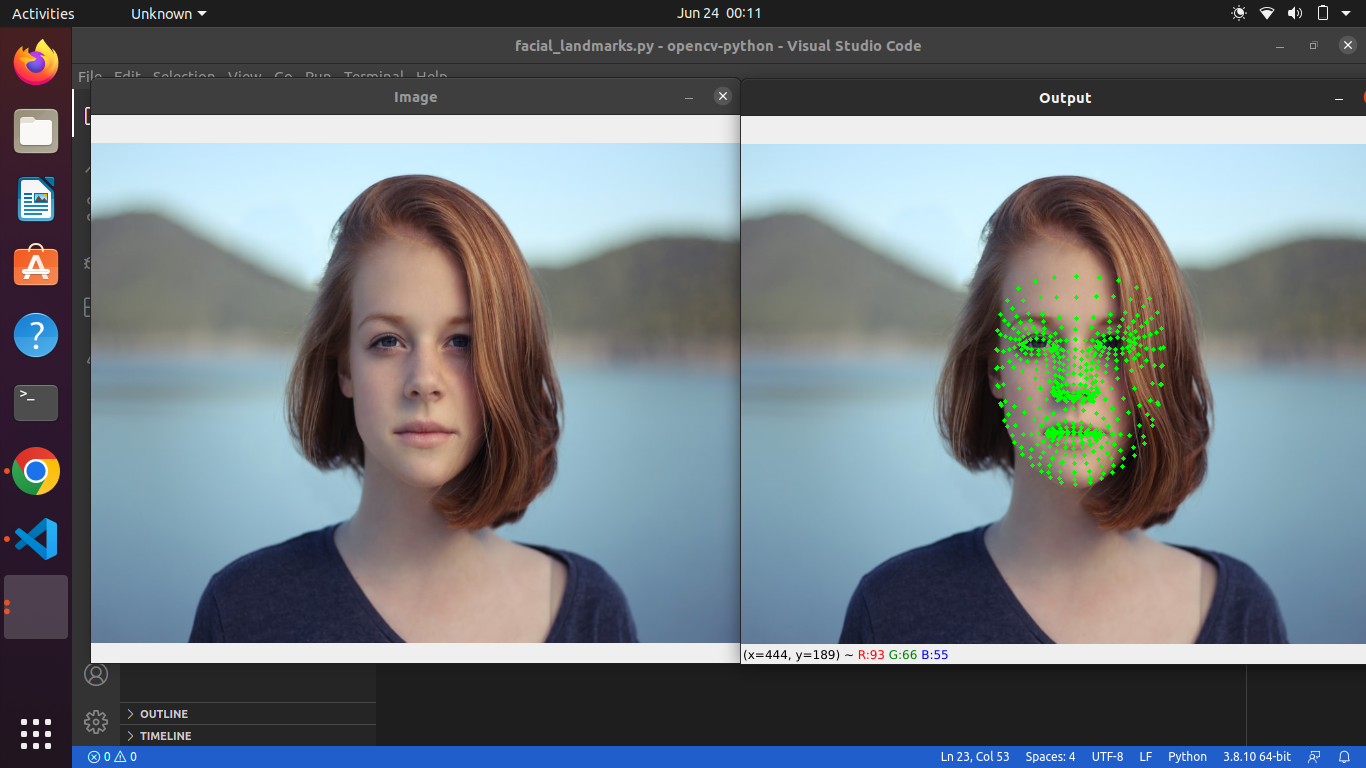 Activities
Unknown
Jun 24 00:11
facial_landmarks.py - opencv-python - Visual Studio Code
File Edit Selection View Go Run Terminal Help
Image
Output
(x=444, y=189) ~ R:93 G:66 B:55
OUTLINE
TIMELINE
0 0
Ln 23, Col 53
Spaces: 4
UTF-8
LF
Python
3.8.10 64-bit